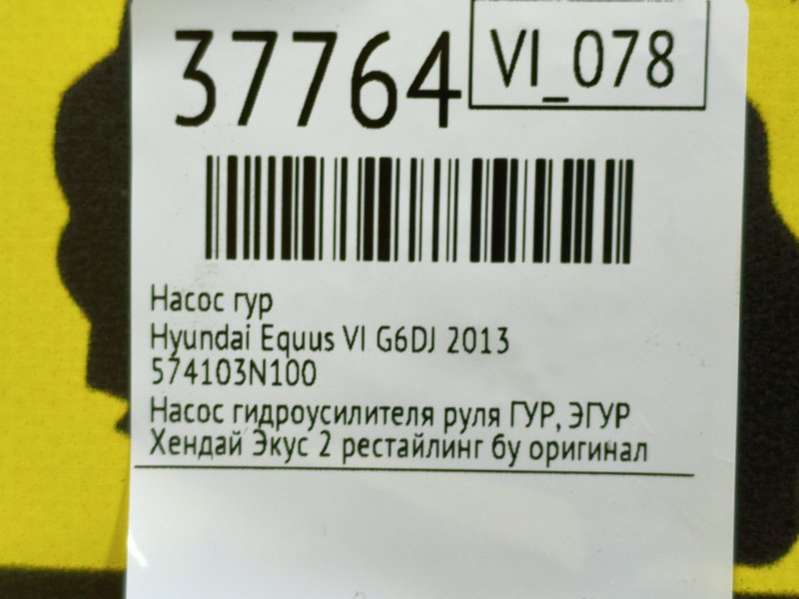 37764
VI_078
Насос гур
Hyundai Equus VI G6DJ 2013
574103N100
Насос гидроусилителя руля ГУР, ЭГУР
Хендай Экус 2 рестайлинг бу оригинал